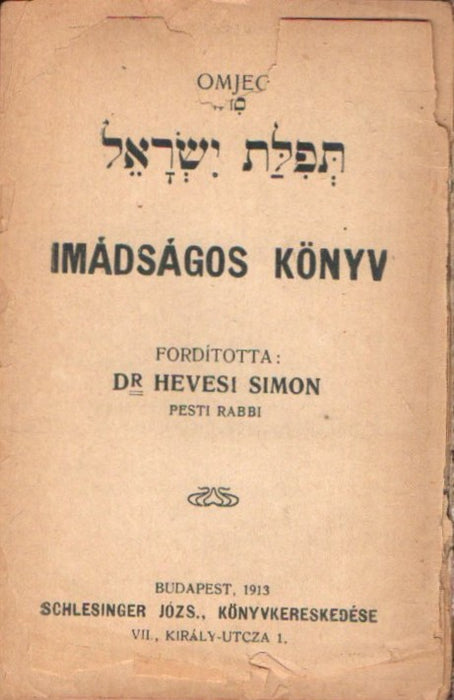 OMJEC
תְּפִלַּת יִשְׂרָאֵל
IMÁDSÁGOS KÖNYV
FORDÍTOTTA:
DR HEVESI SIMON
PESTI RABBI
BUDAPEST, 1913
SCHLESINGER JÓZS., KÖNYVKERESKEDÉSE
VII., KIRÁLY-UTCZA 1.